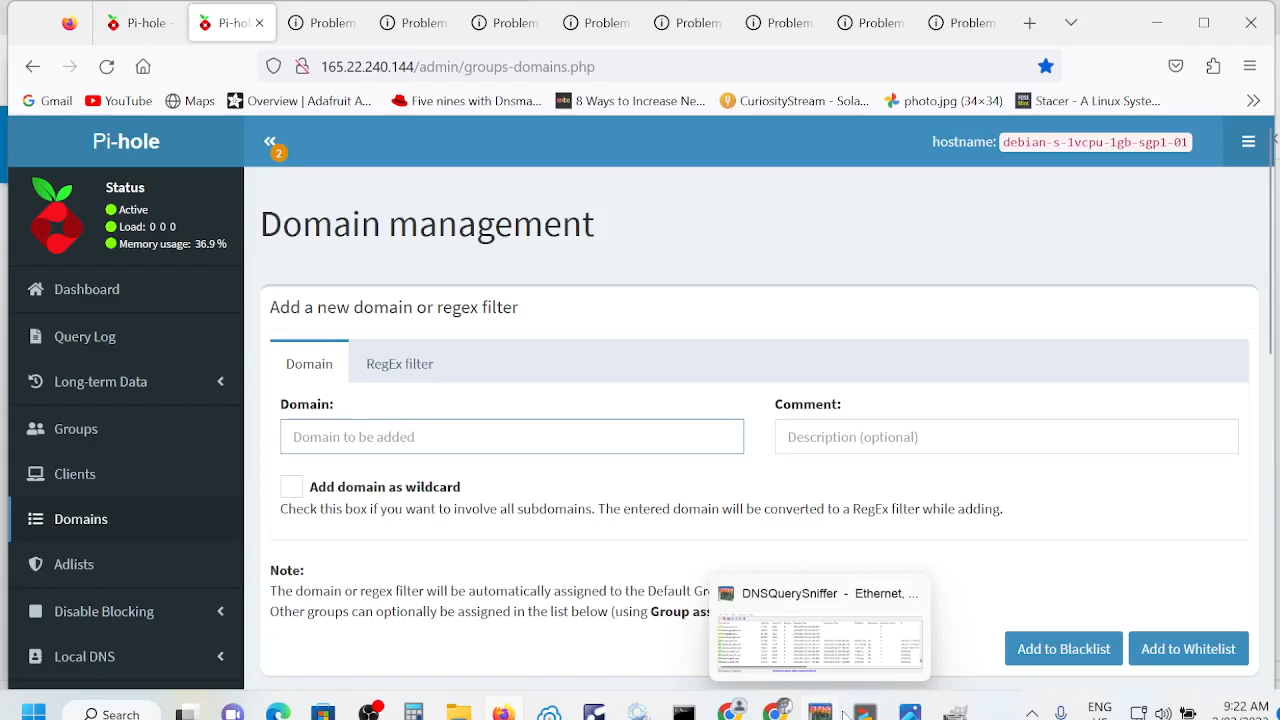 Pi-hole -
Pi-hol
Problem
Problem
Problem
Problem
Problem
Problem
Problem
Problem
165.22.240.144/admin/groups-domains.php
Gmail
YouTube
Maps
Overview | Adafruit A...
Five nines with Dnsma...
8 Ways to Increase Ne...
CuriosityStream - Sola...
photo.jpg (34×34)
Stacer - A Linux Syste...
Pi-hole
2
hostname: debian-s-1vcpu-1gb-sgp1-01
Status
Active
Load: 0 0 0
Memory usage: 36.9 %
Dashboard
Query Log
Long-term Data
Groups
Clients
Domains
Adlists
Disable Blocking
Local DNS
Domain management
Add a new domain or regex filter
Domain
RegEx filter
Domain:
Comment:
Domain to be added
Description (optional)
Add domain as wildcard
Check this box if you want to involve all subdomains. The entered domain will be converted to a RegEx filter while adding.
Note:
The domain or regex filter will be automatically assigned to the Default Gr
Other groups can optionally be assigned in the list below (using Group ass
DNSQuerySniffer - Ethernet, ...
Add to Blacklist
Add to Whitelist
Search
ENG
9:22 AM